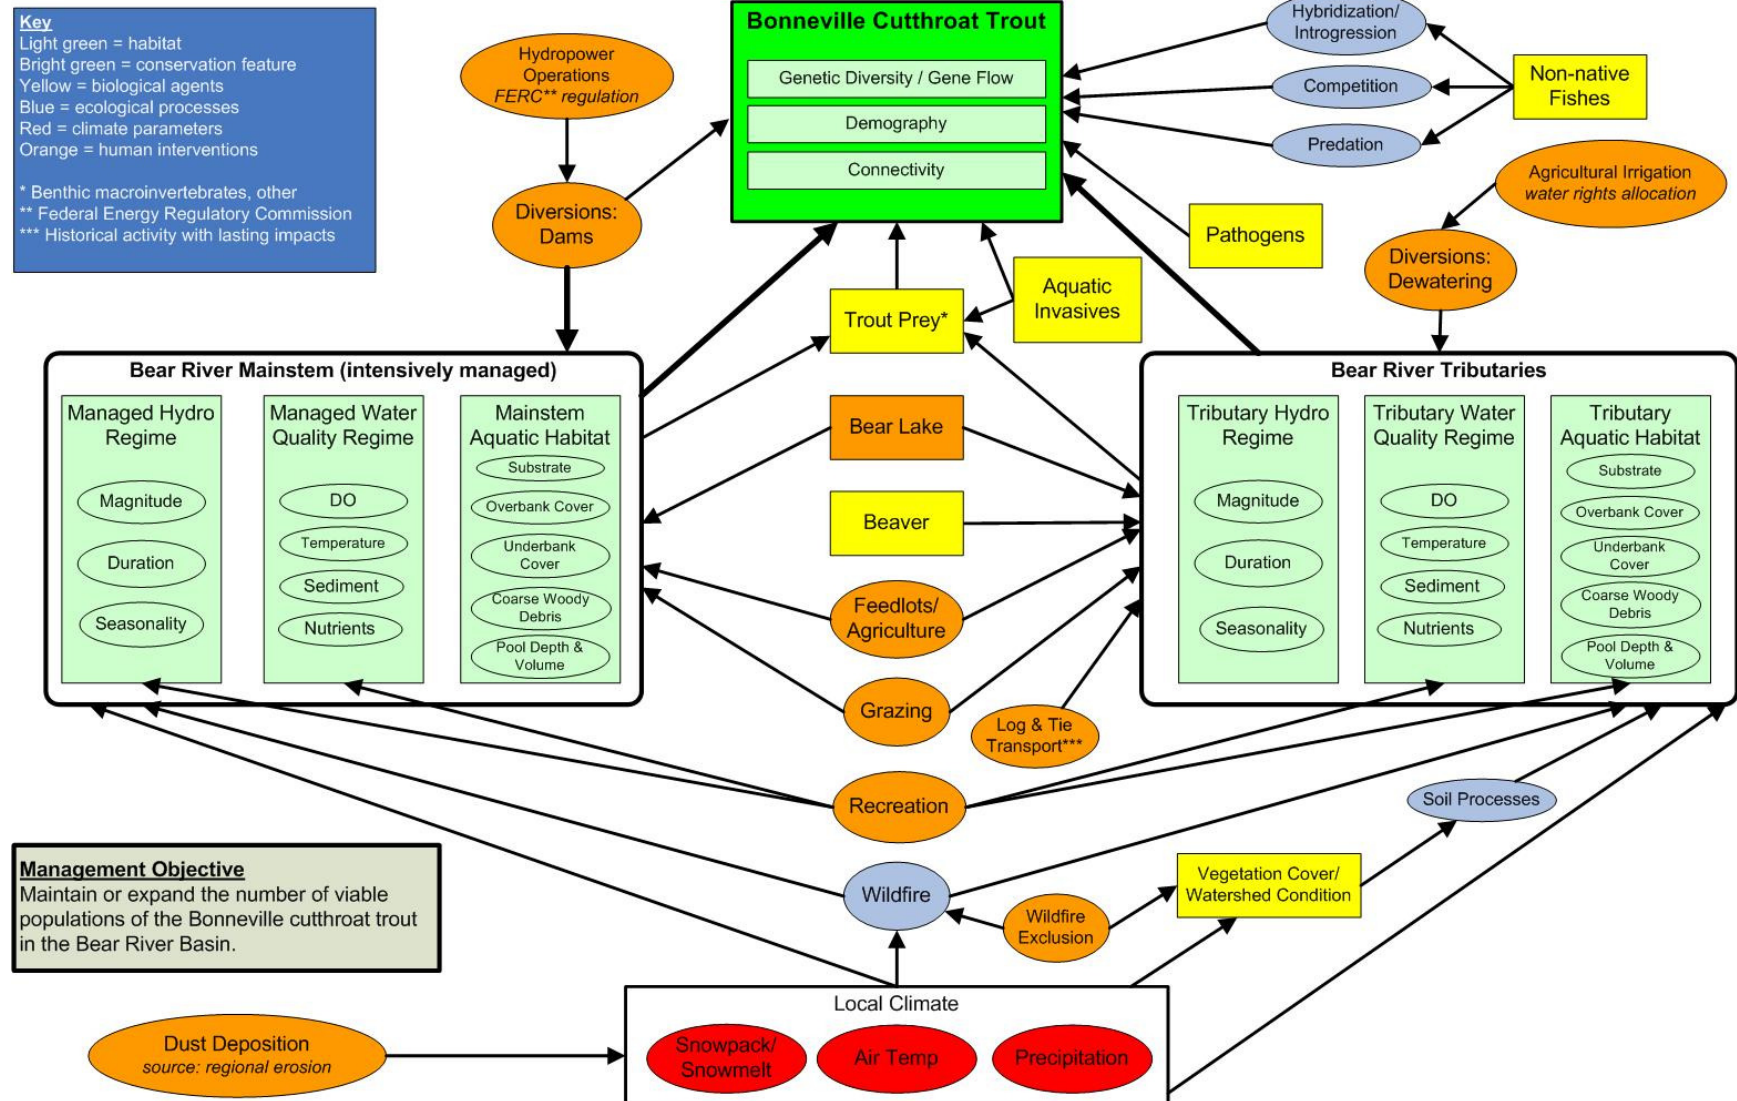 Key
Light green = habitat
Bright green = conservation feature
Yellow = biological agents
Blue = ecological processes
Red = climate parameters
Orange = human interventions
* Benthic macroinvertebrates, other
** Federal Energy Regulatory Commission
*** Historical activity with lasting impacts
Hydropower
Operations
FERC** regulation
Diversions:
Dams
Bonneville Cutthroat Trout
Genetic Diversity / Gene Flow
Demography
Connectivity
Hybridization/
Introgression
Competition
Predation
Non-native
Fishes
Agricultural Irrigation
water rights allocation
Diversions:
Dewatering
Pathogens
Aquatic
Invasives
Trout Prey*
Bear River Mainstem (intensively managed)
Managed Hydro
Regime
Magnitude
Duration
Seasonality
Managed Water
Quality Regime
DO
Temperature
Sediment
Nutrients
Mainstem
Aquatic Habitat
Substrate
Overbank Cover
Underbank
Cover
Coarse Woody
Debris
Pool Depth &
Volume
Bear Lake
Beaver
Feedlots/
Agriculture
Grazing
Log & Tie
Transport***
Recreation
Bear River Tributaries
Tributary Hydro
Regime
Magnitude
Duration
Seasonality
Tributary Water
Quality Regime
DO
Temperature
Sediment
Nutrients
Tributary
Aquatic Habitat
Substrate
Overbank Cover
Underbank
Cover
Coarse Woody
Debris
Pool Depth &
Volume
Soil Processes
Management Objective
Maintain or expand the number of viable
populations of the Bonneville cutthroat trout
in the Bear River Basin.
Wildfire
Wildfire
Exclusion
Vegetation Cover/
Watershed Condition
Dust Deposition
source: regional erosion
Local Climate
Snowpack/
Snowmelt
Air Temp
Precipitation